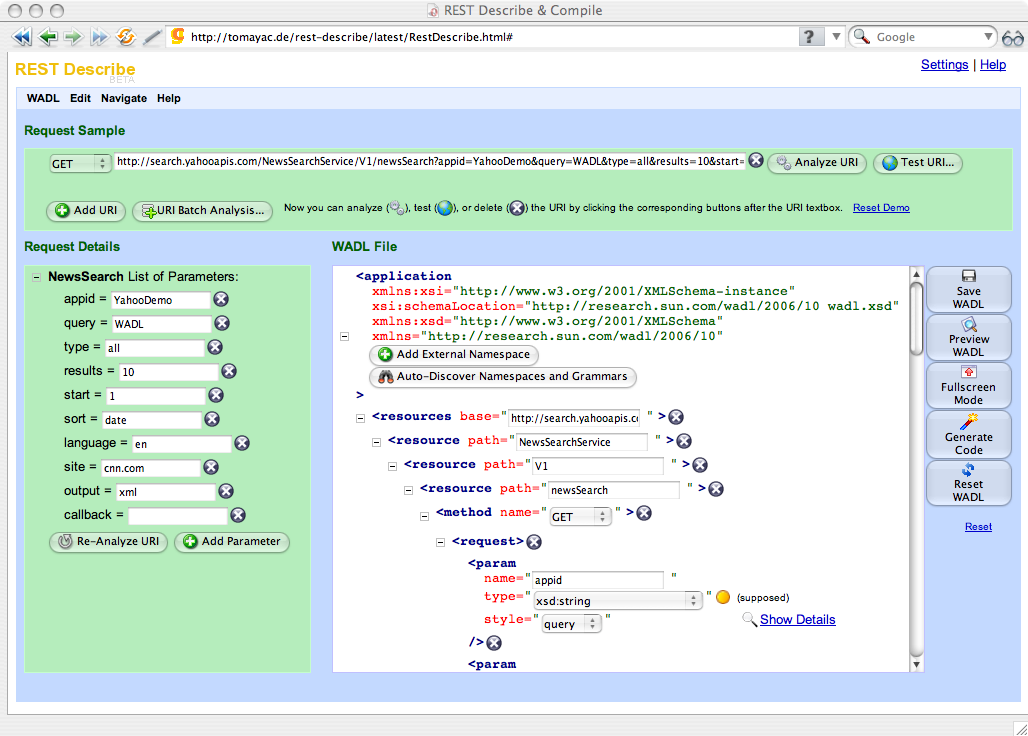 REST Describe & Compile
http://tomayac.de/rest-describe/latest/RestDescribe.html#
?
Google
REST Describe
BETA
Settings | Help
WADL Edit Navigate Help
Request Sample
GET http://search.yahooapis.com/NewsSearchService/V1/newsSearch?appid=YahooDemo&query=WADL&type=all&results=10&start= Analyze URI Test URI...
Add URI URI Batch Analysis... Now you can analyze ( ), test ( ), or delete ( ) the URI by clicking the corresponding buttons after the URI textbox. Reset Demo
Request Details
NewsSearch List of Parameters:
appid = YahooDemo
query = WADL
type = all
results = 10
start = 1
sort = date
language = en
site = cnn.com
output = xml
callback =
Re-Analyze URI Add Parameter
WADL File
<application
xmlns:xsi="http://www.w3.org/2001/XMLSchema-instance"
xsi:schemaLocation="http://research.sun.com/wadl/2006/10 wadl.xsd"
xmlns:xsd="http://www.w3.org/2001/XMLSchema"
xmlns="http://research.sun.com/wadl/2006/10"
Add External Namespace
Auto-Discover Namespaces and Grammars
>
<resources base="http://search.yahooapis.co ">
<resource path="NewsSearchService ">
<resource path="V1 ">
<resource path="newsSearch ">
<method name="GET ">
<request>
<param
name="appid "
type="xsd:string " (supposed)
style="query " Show Details
/>
<param
Save
WADL
Preview
WADL
Fullscreen
Mode
Generate
Code
Reset
WADL
Reset